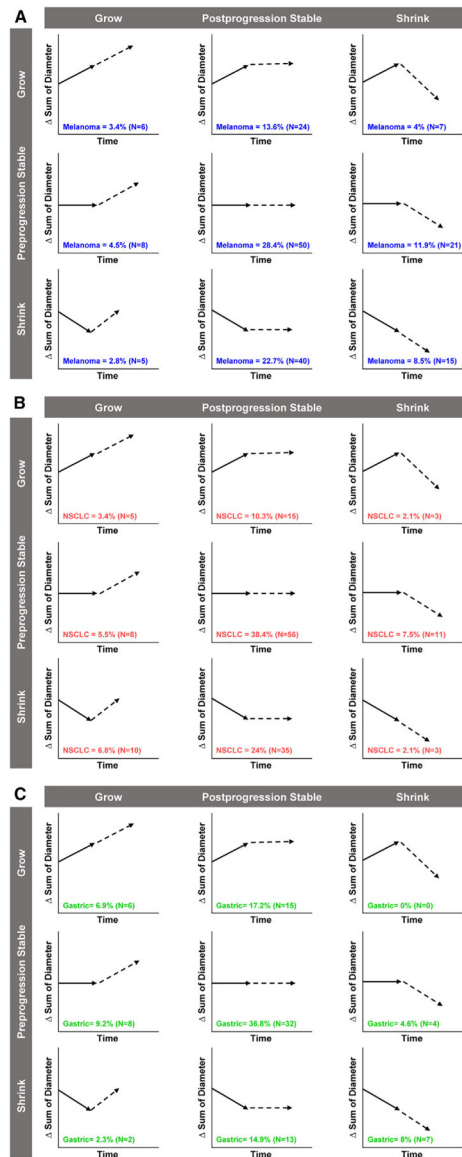 A
Grow
Postprogression Stable
Shrink
Grow
Δ Sum of Diameter
Melanoma = 3.4% (N=6)
Time
Δ Sum of Diameter
Melanoma = 13.6% (N=24)
Time
Δ Sum of Diameter
Melanoma = 4% (N=7)
Time
Preprogression Stable
Δ Sum of Diameter
Melanoma = 4.5% (N=8)
Time
Δ Sum of Diameter
Melanoma = 28.4% (N=50)
Time
Δ Sum of Diameter
Melanoma = 11.9% (N=21)
Time
Shrink
Δ Sum of Diameter
Melanoma = 2.8% (N=5)
Time
Δ Sum of Diameter
Melanoma = 22.7% (N=40)
Time
Δ Sum of Diameter
Melanoma = 8.5% (N=15)
Time
B
Grow
Postprogression Stable
Shrink
Grow
Δ Sum of Diameter
NSCLC = 3.4% (N=5)
Time
Δ Sum of Diameter
NSCLC = 10.3% (N=15)
Time
Δ Sum of Diameter
NSCLC = 2.1% (N=3)
Time
Preprogression Stable
Δ Sum of Diameter
NSCLC = 5.5% (N=8)
Time
Δ Sum of Diameter
NSCLC = 38.4% (N=56)
Time
Δ Sum of Diameter
NSCLC = 7.5% (N=11)
Time
Shrink
Δ Sum of Diameter
NSCLC = 6.8% (N=10)
Time
Δ Sum of Diameter
NSCLC = 24% (N=35)
Time
Δ Sum of Diameter
NSCLC = 2.1% (N=3)
Time
C
Grow
Postprogression Stable
Shrink
Grow
Δ Sum of Diameter
Gastric= 6.9% (N=6)
Time
Δ Sum of Diameter
Gastric= 17.2% (N=15)
Time
Δ Sum of Diameter
Gastric= 0% (N=0)
Time
Preprogression Stable
Δ Sum of Diameter
Gastric= 9.2% (N=8)
Time
Δ Sum of Diameter
Gastric= 36.8% (N=32)
Time
Δ Sum of Diameter
Gastric= 4.6% (N=4)
Time
Shrink
Δ Sum of Diameter
Gastric= 2.3% (N=2)
Time
Δ Sum of Diameter
Gastric= 14.9% (N=13)
Time
Δ Sum of Diameter
Gastric= 8% (N=7)
Time